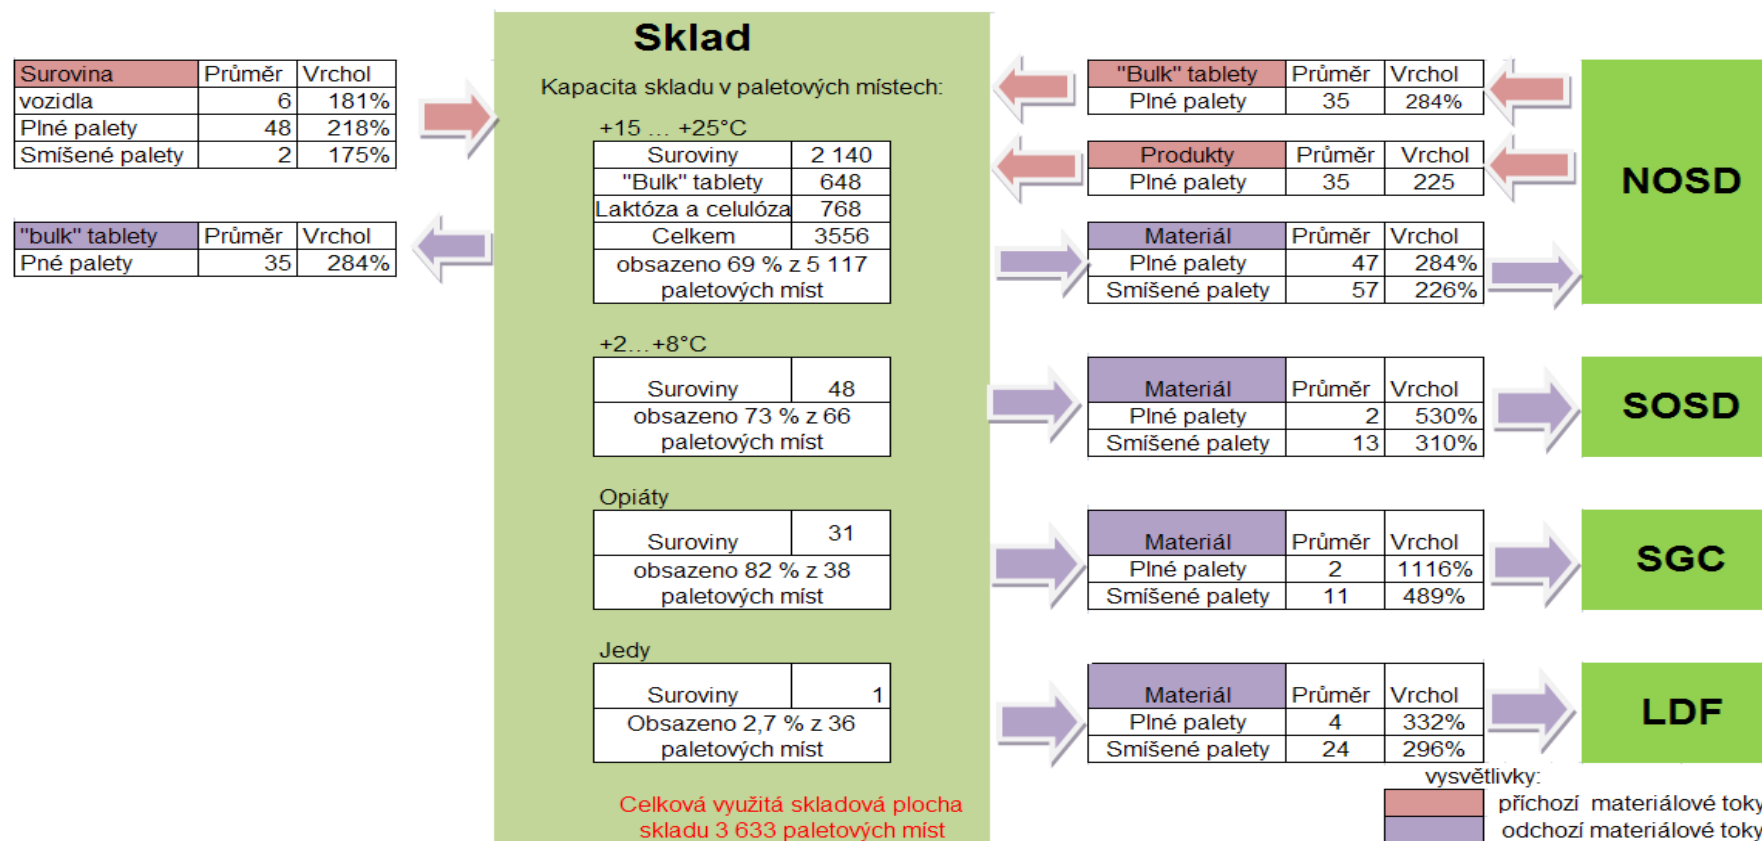 Sklad
Surovina Průměr Vrchol
vozidla 6 181%
Plné palety 48 218%
Smíšené palety 2 175%
"bulk" tablety Průměr Vrchol
Pné palety 35 284%
Kapacita skladu v paletových místech:
+15 ... +25°C
Suroviny 2 140
"Bulk" tablety 648
Laktóza a celulóza 768
Celkem 3556
obsazeno 69 % z 5 117
paletových míst
+2...+8°C
Suroviny 48
obsazeno 73 % z 66
paletových míst
Opiáty
Suroviny 31
obsazeno 82 % z 38
paletových míst
Jedy
Suroviny 1
Obsazeno 2,7 % z 36
paletových míst
Celková využitá skladová plocha
skladu 3 633 paletových míst
"Bulk" tablety Průměr Vrchol
Plné palety 35 284%
Produkty Průměr Vrchol
Plné palety 35 225
Materiál Průměr Vrchol
Plné palety 47 284%
Smíšené palety 57 226%
NOSD
Materiál Průměr Vrchol
Plné palety 2 530%
Smíšené palety 13 310%
SOSD
Materiál Průměr Vrchol
Plné palety 2 1116%
Smíšené palety 11 489%
SGC
Materiál Průměr Vrchol
Plné palety 4 332%
Smíšené palety 24 296%
LDF
vysvětlivky:
příchozí materiálové toky
odchozí materiálové toky